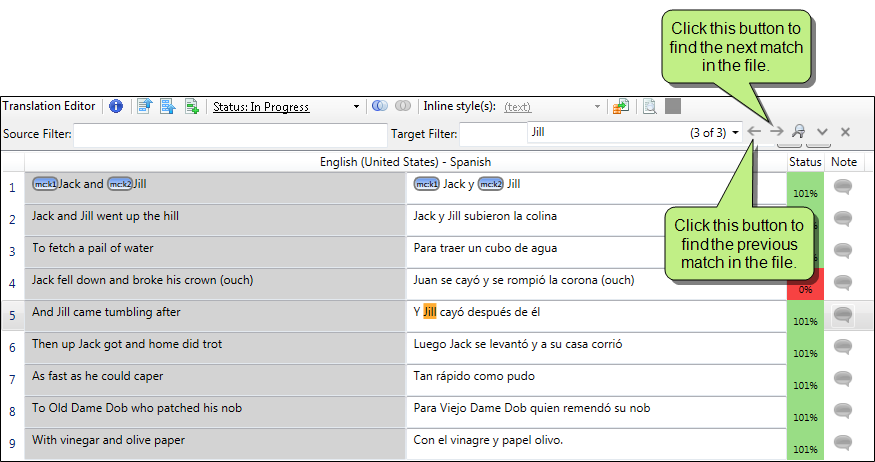 Click this button to
find the next match
in the file.
Translation Editor Status: In Progress Inline style(s): (text)
Source Filter: Target Filter: Jill (3 of 3)
English (United States) - Spanish Status Note
1 mc:k1 Jack and mc:k2 Jill mc:k1 Jack y mc:k2 Jill 101%
2 Jack and Jill went up the hill Jack y Jill subieron la colina
Click this button to
find the previous
match in the file.
3 To fetch a pail of water Para traer un cubo de agua
4 Jack fell down and broke his crown (ouch) Juan se cayó y se rompió la corona (ouch) 0%
5 And Jill came tumbling after Y Jill cayó después de él 101%
6 Then up Jack got and home did trot Luego Jack se levantó y a su casa corrió 101%
7 As fast as he could caper Tan rápido como pudo 101%
8 To Old Dame Dob who patched his nob Para Viejo Dame Dob quien remendó su nob 101%
9 With vinegar and olive paper Con el vinagre y papel olivo. 101%